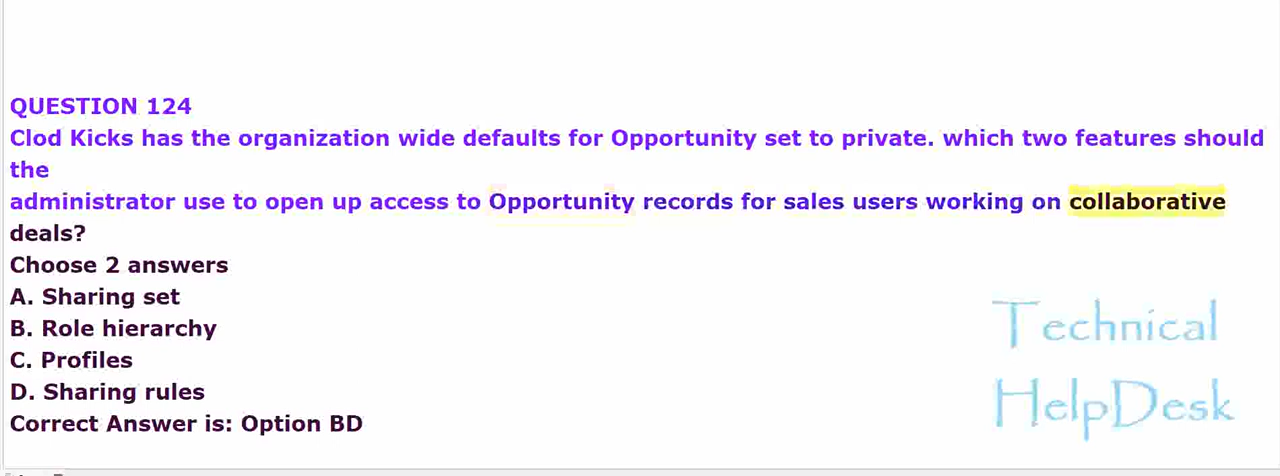 QUESTION 124
Clod Kicks has the organization wide defaults for Opportunity set to private. which two features should
the
administrator use to open up access to Opportunity records for sales users working on collaborative
deals?
Choose 2 answers
A. Sharing set
B. Role hierarchy
C. Profiles
D. Sharing rules
Correct Answer is: Option BD
Technical
HelpDesk